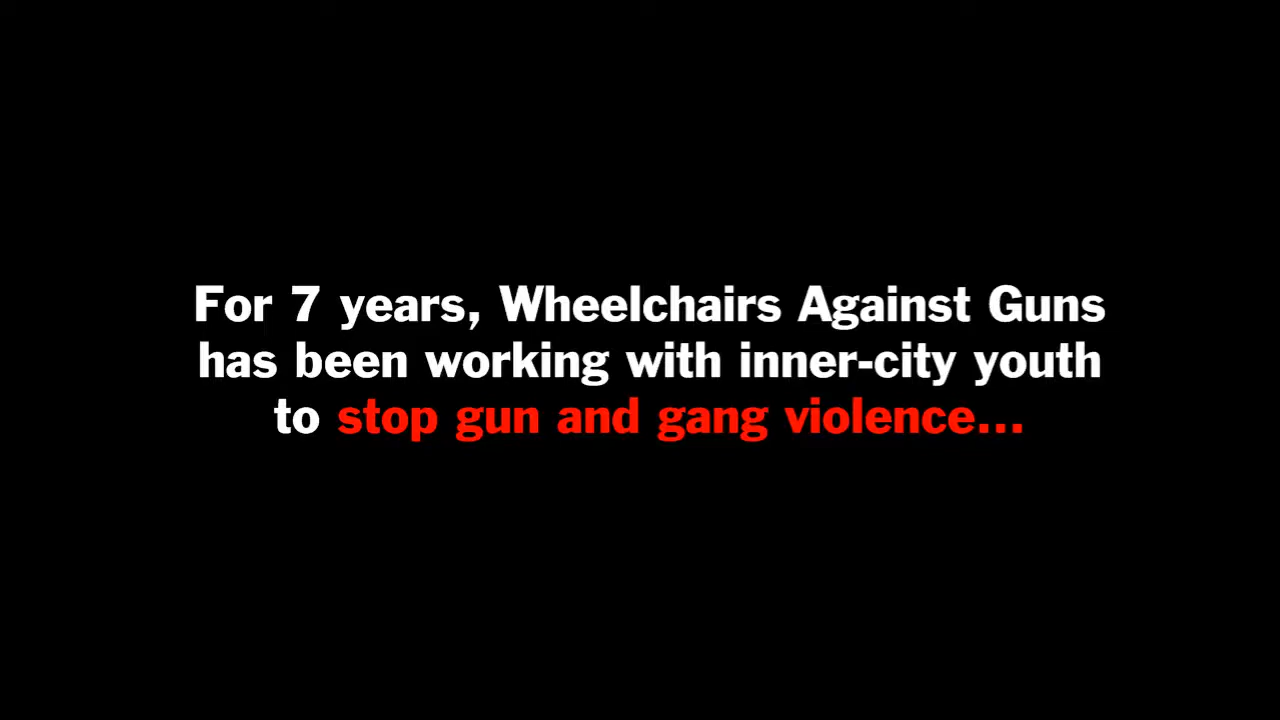 For 7 years, Wheelchairs Against Guns
has been working with inner-city youth
to stop gun and gang violence...